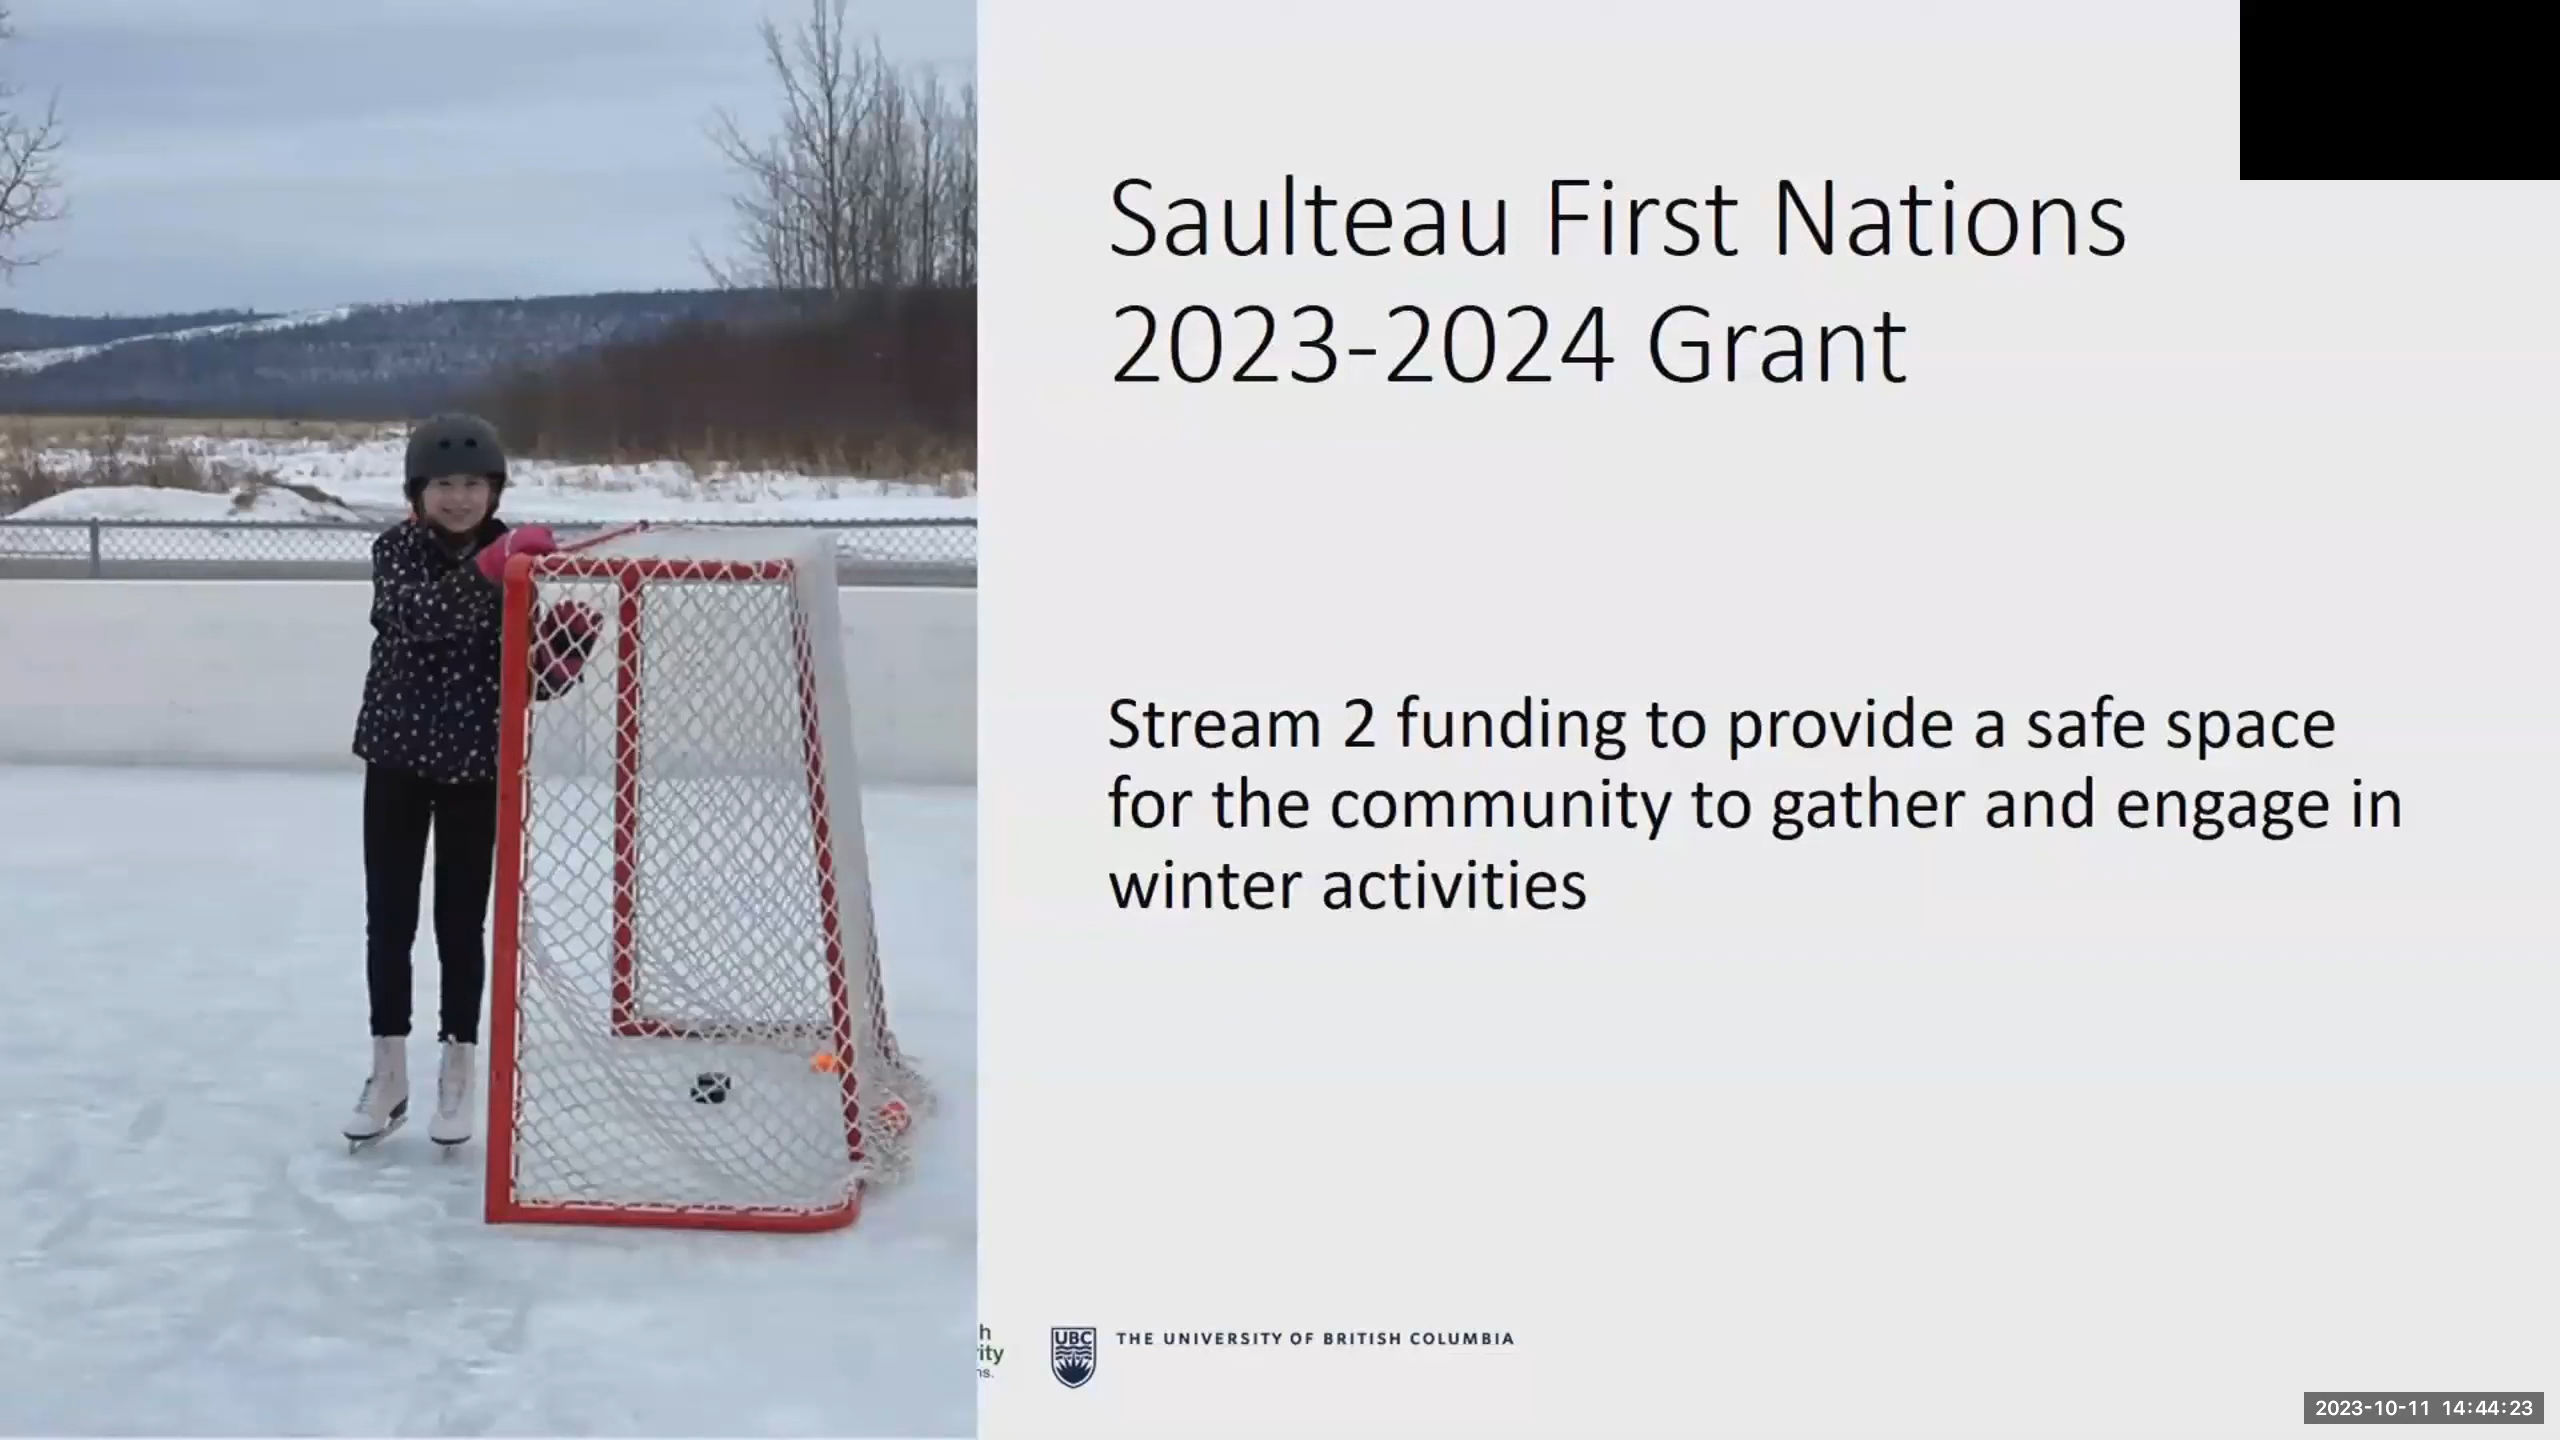 Saulteau First Nations
2023-2024 Grant
Stream 2 funding to provide a safe space
for the community to gather and engage in
winter activities
UBC
THE UNIVERSITY OF BRITISH COLUMBIA
2023-10-11 14:44:23